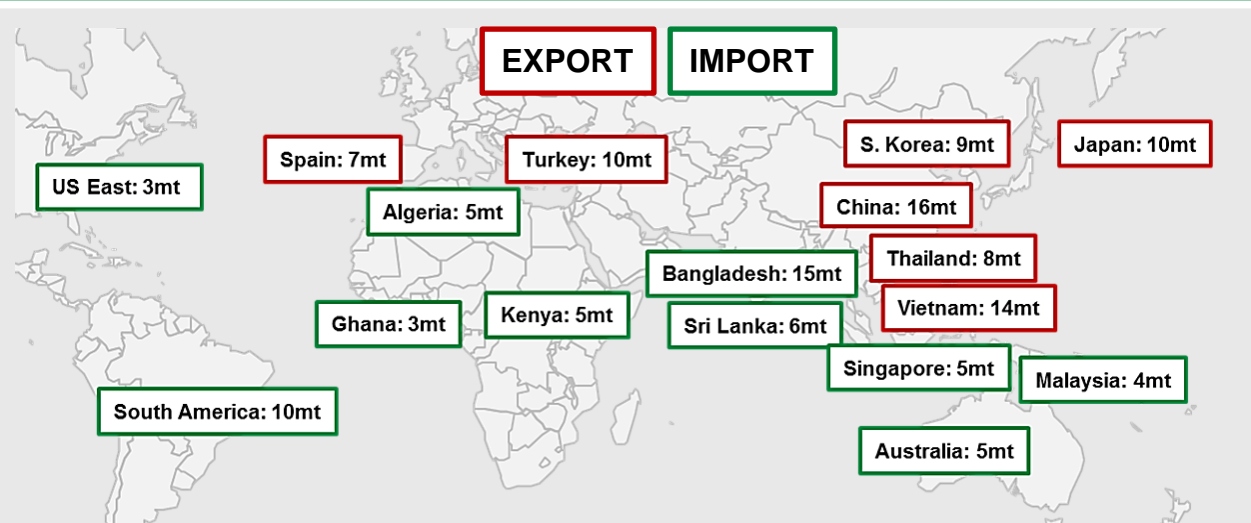 EXPORT
IMPORT
S. Korea: 9mt
Japan: 10mt
Spain: 7mt
Turkey: 10mt
US East: 3mt
China: 16mt
Algeria: 5mt
Thailand: 8mt
Bangladesh: 15mt
Vietnam: 14mt
Kenya: 5mt
Ghana: 3mt
Sri Lanka: 6mt
Singapore: 5mt
Malaysia: 4mt
South America: 10mt
Australia: 5mt